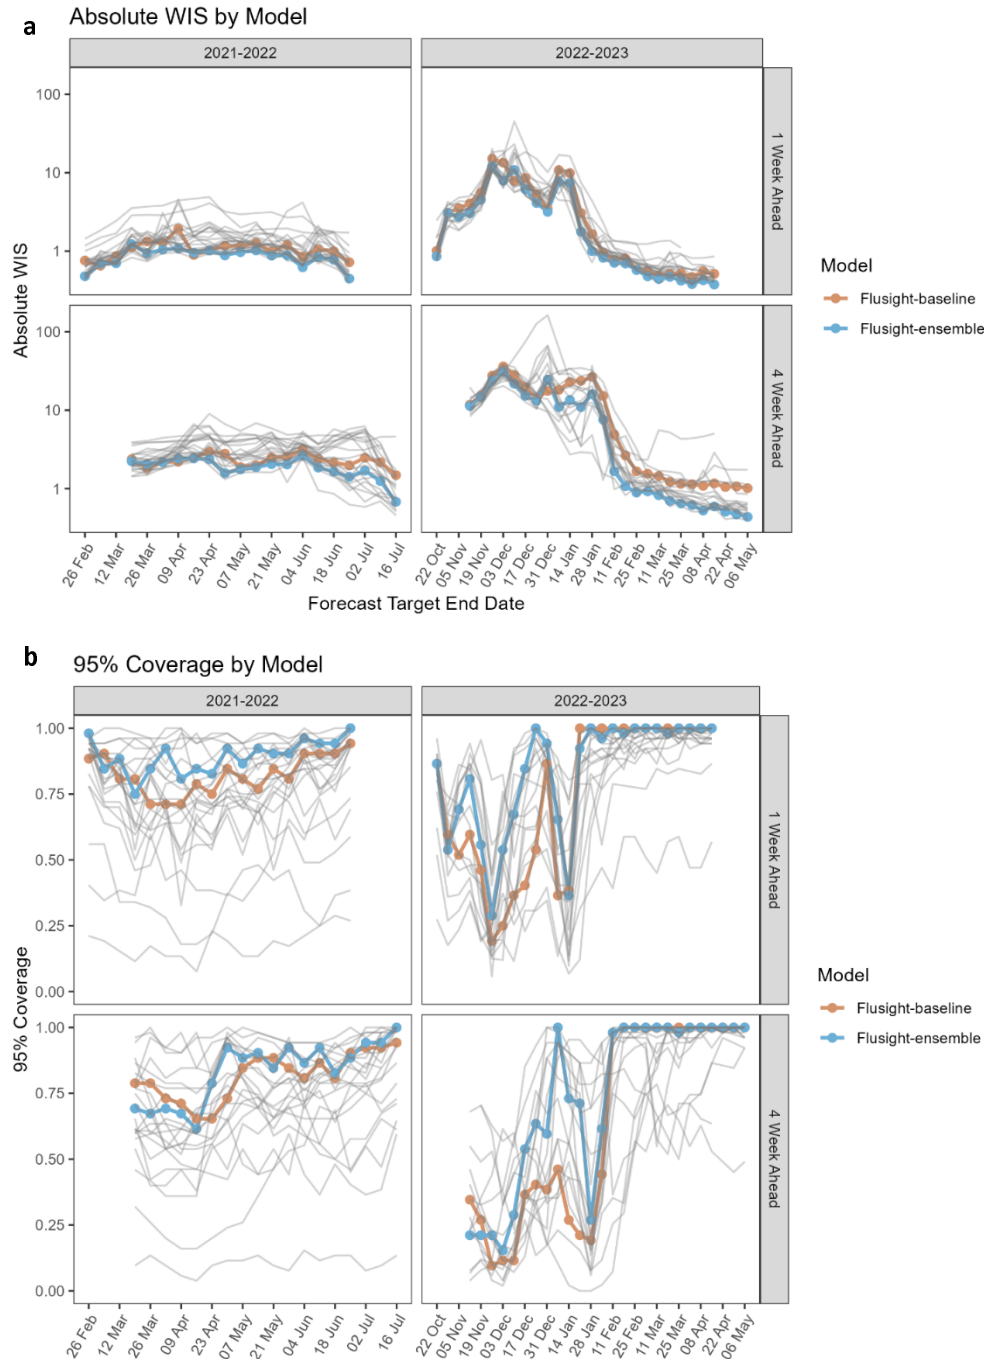 a
Absolute WIS by Model
2021-2022
2022-2023
100
10
1
1 Week Ahead
100
10
1
4 Week Ahead
Absolute WIS
26 Feb
12 Mar
26 Mar
09 Apr
23 Apr
07 May
21 May
04 Jun
18 Jun
02 Jul
16 Jul
22 Oct
05 Nov
19 Nov
03 Dec
17 Dec
31 Dec
14 Jan
28 Jan
11 Feb
25 Feb
11 Mar
25 Mar
08 Apr
22 Apr
06 May
Forecast Target End Date
Model
Flusight-baseline
Flusight-ensemble
b
95% Coverage by Model
2021-2022
2022-2023
1.00
0.75
0.50
0.25
0.00
1 Week Ahead
1.00
0.75
0.50
0.25
0.00
4 Week Ahead
95% Coverage
26 Feb
12 Mar
26 Mar
09 Apr
23 Apr
07 May
21 May
04 Jun
18 Jun
02 Jul
16 Jul
22 Oct
05 Nov
19 Nov
03 Dec
17 Dec
31 Dec
14 Jan
28 Jan
11 Feb
25 Feb
11 Mar
25 Mar
08 Apr
22 Apr
06 May
Model
Flusight-baseline
Flusight-ensemble